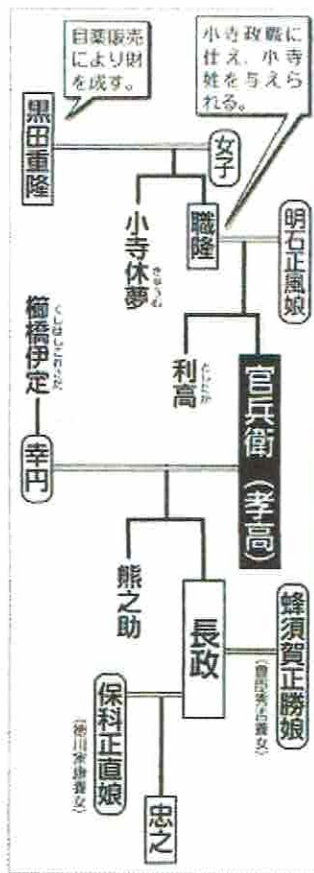 小寺政職に
仕え、小寺
姓を与えら
れる。
目薬販売
により財
を成す。
女子
黒田重隆
明石正風娘
職隆
小寺休夢
きゅうむ
官兵衛（孝高）
利高
としたか
櫛橋伊定
くしはしこれさだ
幸円
蜂須賀正勝娘
（豊臣秀吉養女）
長政
熊之助
保科正直娘
（徳川家康養女）
忠之